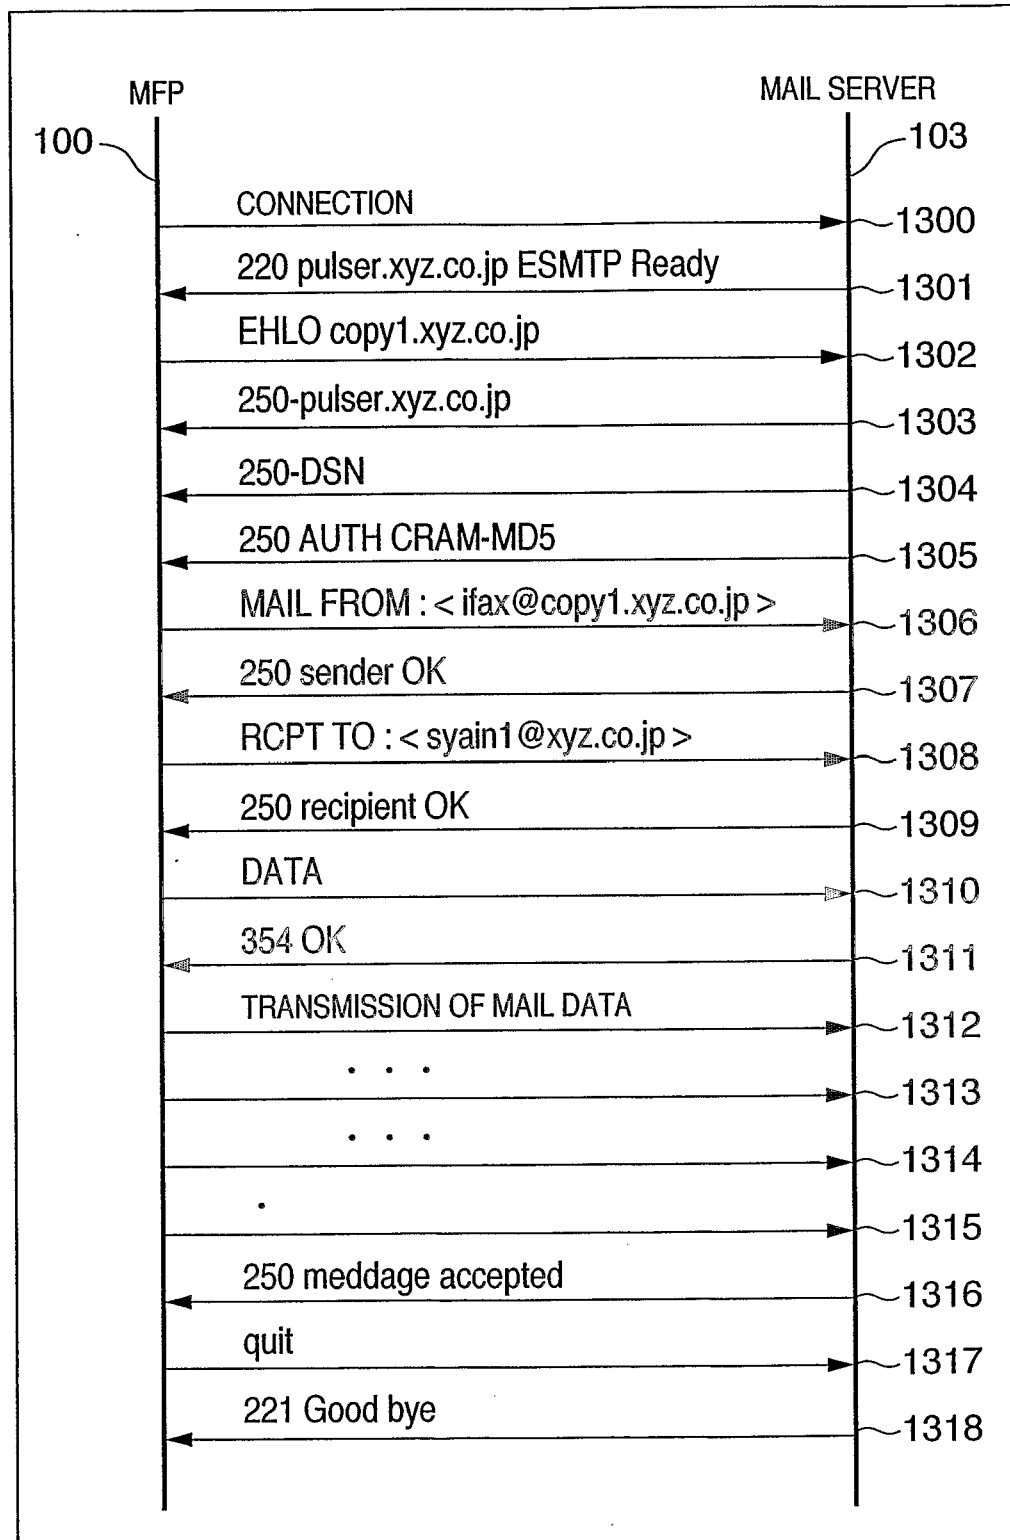 MFP MAIL SERVER
100 103
CONNECTION 1300
220 pulser.xyz.co.jp ESMTP Ready 1301
EHLO copy1.xyz.co.jp 1302
250-pulser.xyz.co.jp 1303
250-DSN 1304
250 AUTH CRAM-MD5 1305
MAIL FROM : < ifax@copy1.xyz.co.jp > 1306
250 sender OK 1307
RCPT TO : < syain1@xyz.co.jp > 1308
250 recipient OK 1309
DATA 1310
354 OK 1311
TRANSMISSION OF MAIL DATA 1312
. . . 1313
. . . 1314
. 1315
250 meddage accepted 1316
quit 1317
221 Good bye 1318